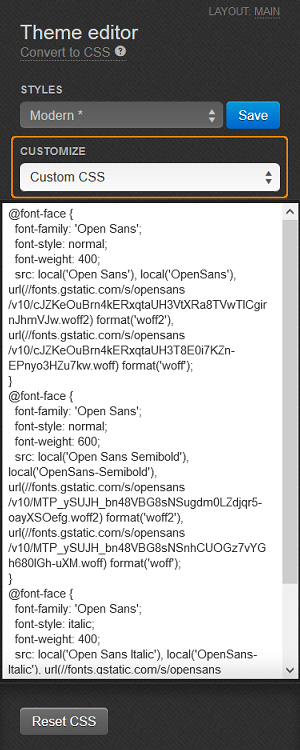 LAYOUT: MAIN
Theme editor
Convert to CSS ?
STYLES
Modern *
Save
CUSTOMIZE
Custom CSS
@font-face {
font-family: 'Open Sans';
font-style: normal;
font-weight: 400;
src: local('Open Sans'), local('OpenSans'),
url(//fonts.gstatic.com/s/opensans
/v10/cJZKeOuBrn4kERxqtaUH3VtXRa8TVwTICgir
nJhmVJw.woff2) format('woff2'),
url(//fonts.gstatic.com/s/opensans
/v10/cJZKeOuBrn4kERxqtaUH3T8E0i7KZn-
EPnyo3HZu7kw.woff) format('woff');
}
@font-face {
font-family: 'Open Sans';
font-style: normal;
font-weight: 600;
src: local('Open Sans Semibold'),
local('OpenSans-Semibold'),
url(//fonts.gstatic.com/s/opensans
/v10/MTP_ySUJH_bn48VBG8sNSugdm0LZdjqr5-
oayXSOefg.woff2) format('woff2'),
url(//fonts.gstatic.com/s/opensans
/v10/MTP_ySUJH_bn48VBG8sNSnhCUOGz7vYG
h680lGh-uXM.woff) format('woff');
}
@font-face {
font-family: 'Open Sans';
font-style: italic;
font-weight: 400;
src: local('Open Sans Italic'), local('OpenSans-
Italic'), url(//fonts.gstatic.com/s/opensans
Reset CSS